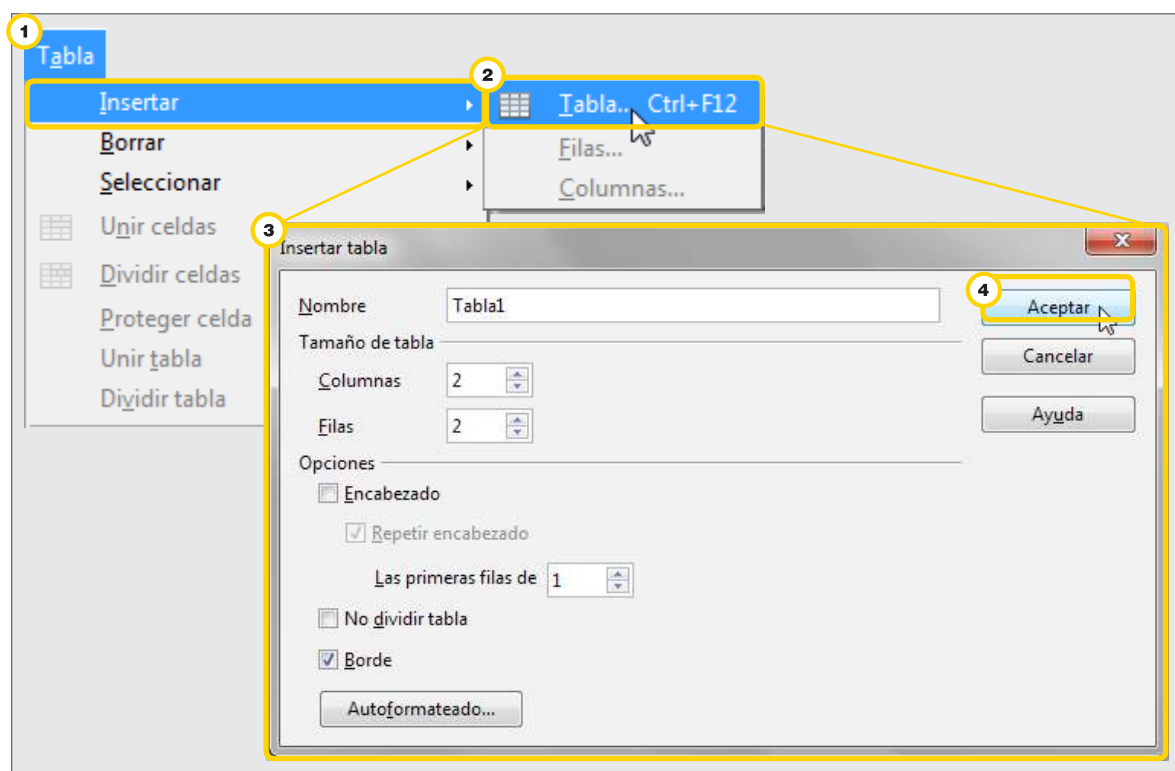 1
Tabla
Insertar
2
Tabla... Ctrl+F12
Borrar
Filas...
Seleccionar
Columnas...
Unir celdas
Dividir celdas
Proteger celda
Unir tabla
Dividir tabla
3
Insertar tabla
Nombre Tabla1
4
Aceptar
Tamaño de tabla
Cancelar
Columnas 2
Filas 2
Ayuda
Opciones
Encabezado
Repetir encabezado
Las primeras filas de 1
No dividir tabla
Borde
Autoformateado...